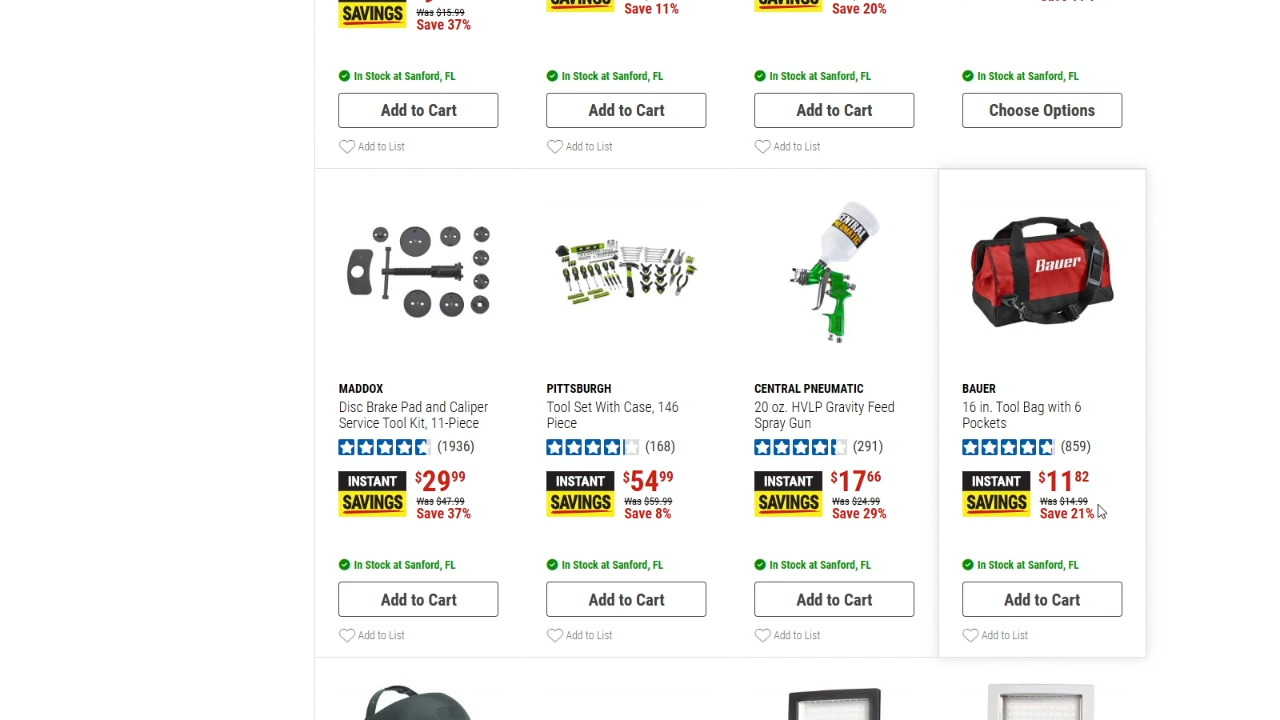 SAVINGS
Was $15.99
Save 37%
Save 11%
Save 20%
In Stock at Sanford, FL
In Stock at Sanford, FL
In Stock at Sanford, FL
In Stock at Sanford, FL
Add to Cart
Add to Cart
Add to Cart
Choose Options
Add to List
Add to List
Add to List
CENTRAL
PNEUMATIC
Bauer
MADDOX
Disc Brake Pad and Caliper
Service Tool Kit, 11-Piece
(1936)
INSTANT
SAVINGS
$29.99
Was $47.99
Save 37%
PITTSBURGH
Tool Set With Case, 146
Piece
(168)
INSTANT
SAVINGS
$54.99
Was $59.99
Save 8%
CENTRAL PNEUMATIC
20 oz. HVLP Gravity Feed
Spray Gun
(291)
INSTANT
SAVINGS
$17.66
Was $24.99
Save 29%
BAUER
16 in. Tool Bag with 6
Pockets
(859)
INSTANT
SAVINGS
$11.82
Was $14.99
Save 21%
In Stock at Sanford, FL
In Stock at Sanford, FL
In Stock at Sanford, FL
In Stock at Sanford, FL
Add to Cart
Add to Cart
Add to Cart
Add to Cart
Add to List
Add to List
Add to List
Add to List